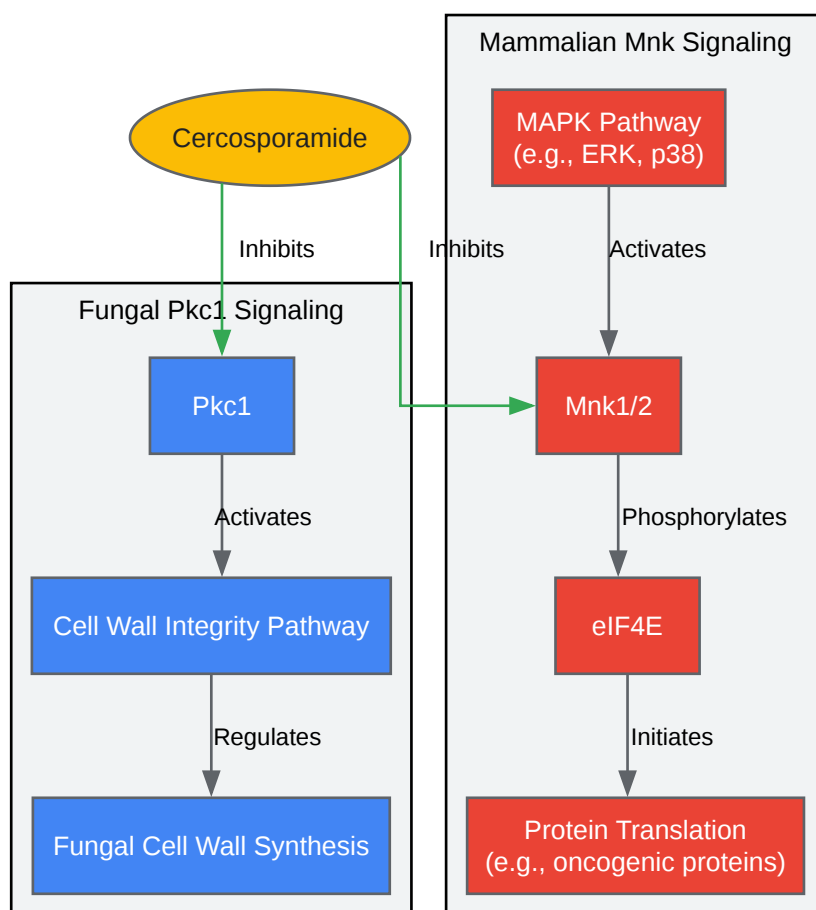 Mammalian Mnk Signaling
Cercosporamide
MAPK Pathway
(e.g., ERK, p38)
Inhibits
Inhibits
Activates
Fungal Pkc1 Signaling
Pkc1
Mnk1/2
Activates
Phosphorylates
Cell Wall Integrity Pathway
eIF4E
Regulates
Initiates
Fungal Cell Wall Synthesis
Protein Translation
(e.g., oncogenic proteins)